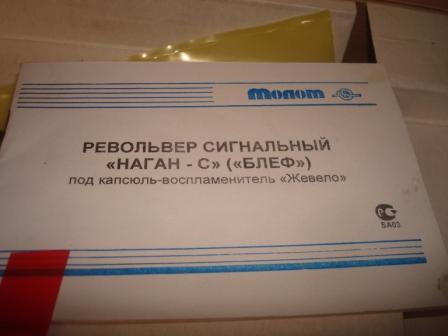 Молот
РЕВОЛЬВЕР СИГНАЛЬНЫЙ
«НАГАН - С» («БЛЕФ»)
под капсюль-воспламенитель «Жевело»
БА03